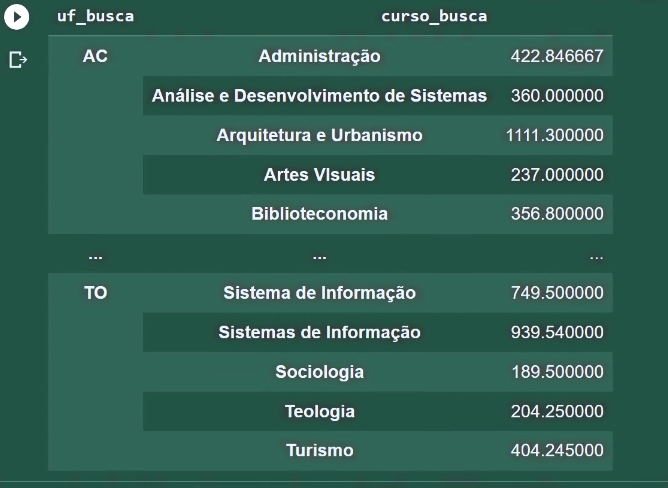 uf_busca curso_busca
AC Administração 422.846667
Análise e Desenvolvimento de Sistemas 360.000000
Arquitetura e Urbanismo 1111.300000
Artes VIsuais 237.000000
Biblioteconomia 356.800000
... ... ...
TO Sistema de Informação 749.500000
Sistemas de Informação 939.540000
Sociologia 189.500000
Teologia 204.250000
Turismo 404.245000